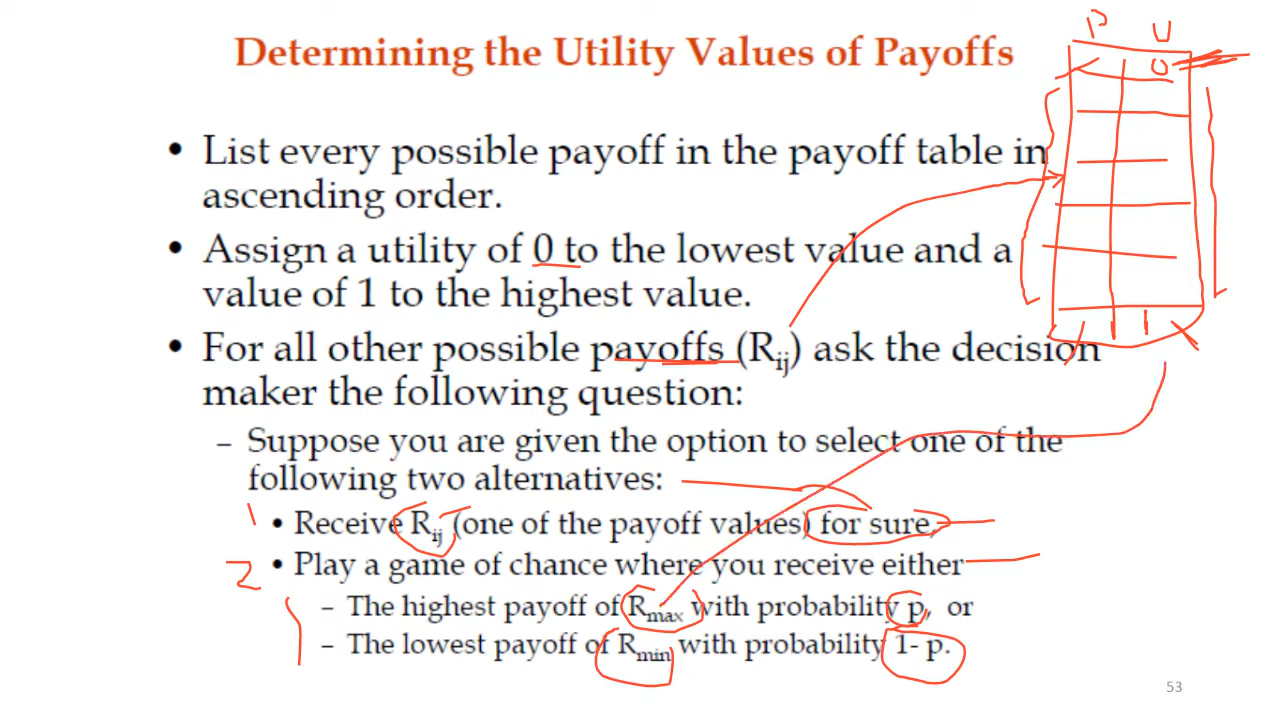 Determining the Utility Values of Payoffs
P U
0
• List every possible payoff in the payoff table in
ascending order.
• Assign a utility of 0 to the lowest value and a
value of 1 to the highest value.
• For all other possible payoffs (Rij) ask the decision
maker the following question:
– Suppose you are given the option to select one of the
following two alternatives:
1 • Receive Rij (one of the payoff values) for sure,
2 • Play a game of chance where you receive either
– The highest payoff of Rmax with probability p, or
– The lowest payoff of Rmin with probability 1- p.
53